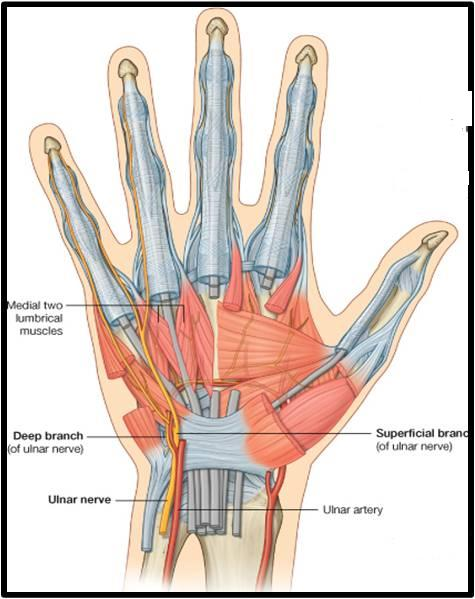 Medial two
lumbrical
muscles
Deep branch
(of ulnar nerve)
Superficial branc
(of ulnar nerve)
Ulnar nerve
Ulnar artery